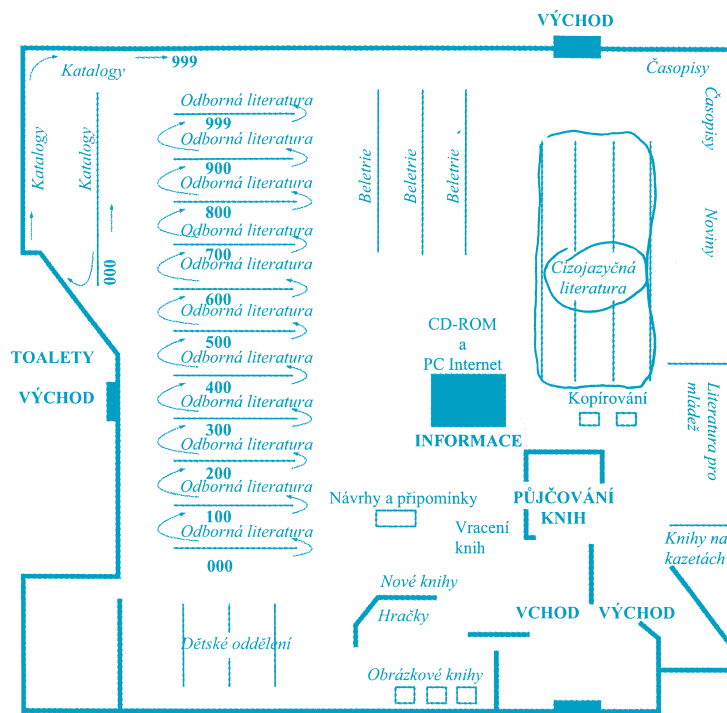 VÝCHOD
Katalogy
999
Časopisy
Časopisy
Noviny
Katalogy
Katalogy
000
Odborná literatura
999
Odborná literatura
900
Odborná literatura
800
Odborná literatura
700
Odborná literatura
600
Odborná literatura
500
Odborná literatura
400
Odborná literatura
300
Odborná literatura
200
Odborná literatura
100
Odborná literatura
000
Beletrie
Beletrie
Beletrie
Cizojazyčná
literatura
CD-ROM
a
PC Internet
INFORMACE
TOALETY
VÝCHOD
Kopírování
Literatura pro
mládež
Návrhy a připomínky
PŮJČOVÁNÍ
KNIH
Vracení
knih
Knihy na
kazetách
Nové knihy
Hračky
VCHOD
VÝCHOD
Dětské oddělení
Obrázkové knihy